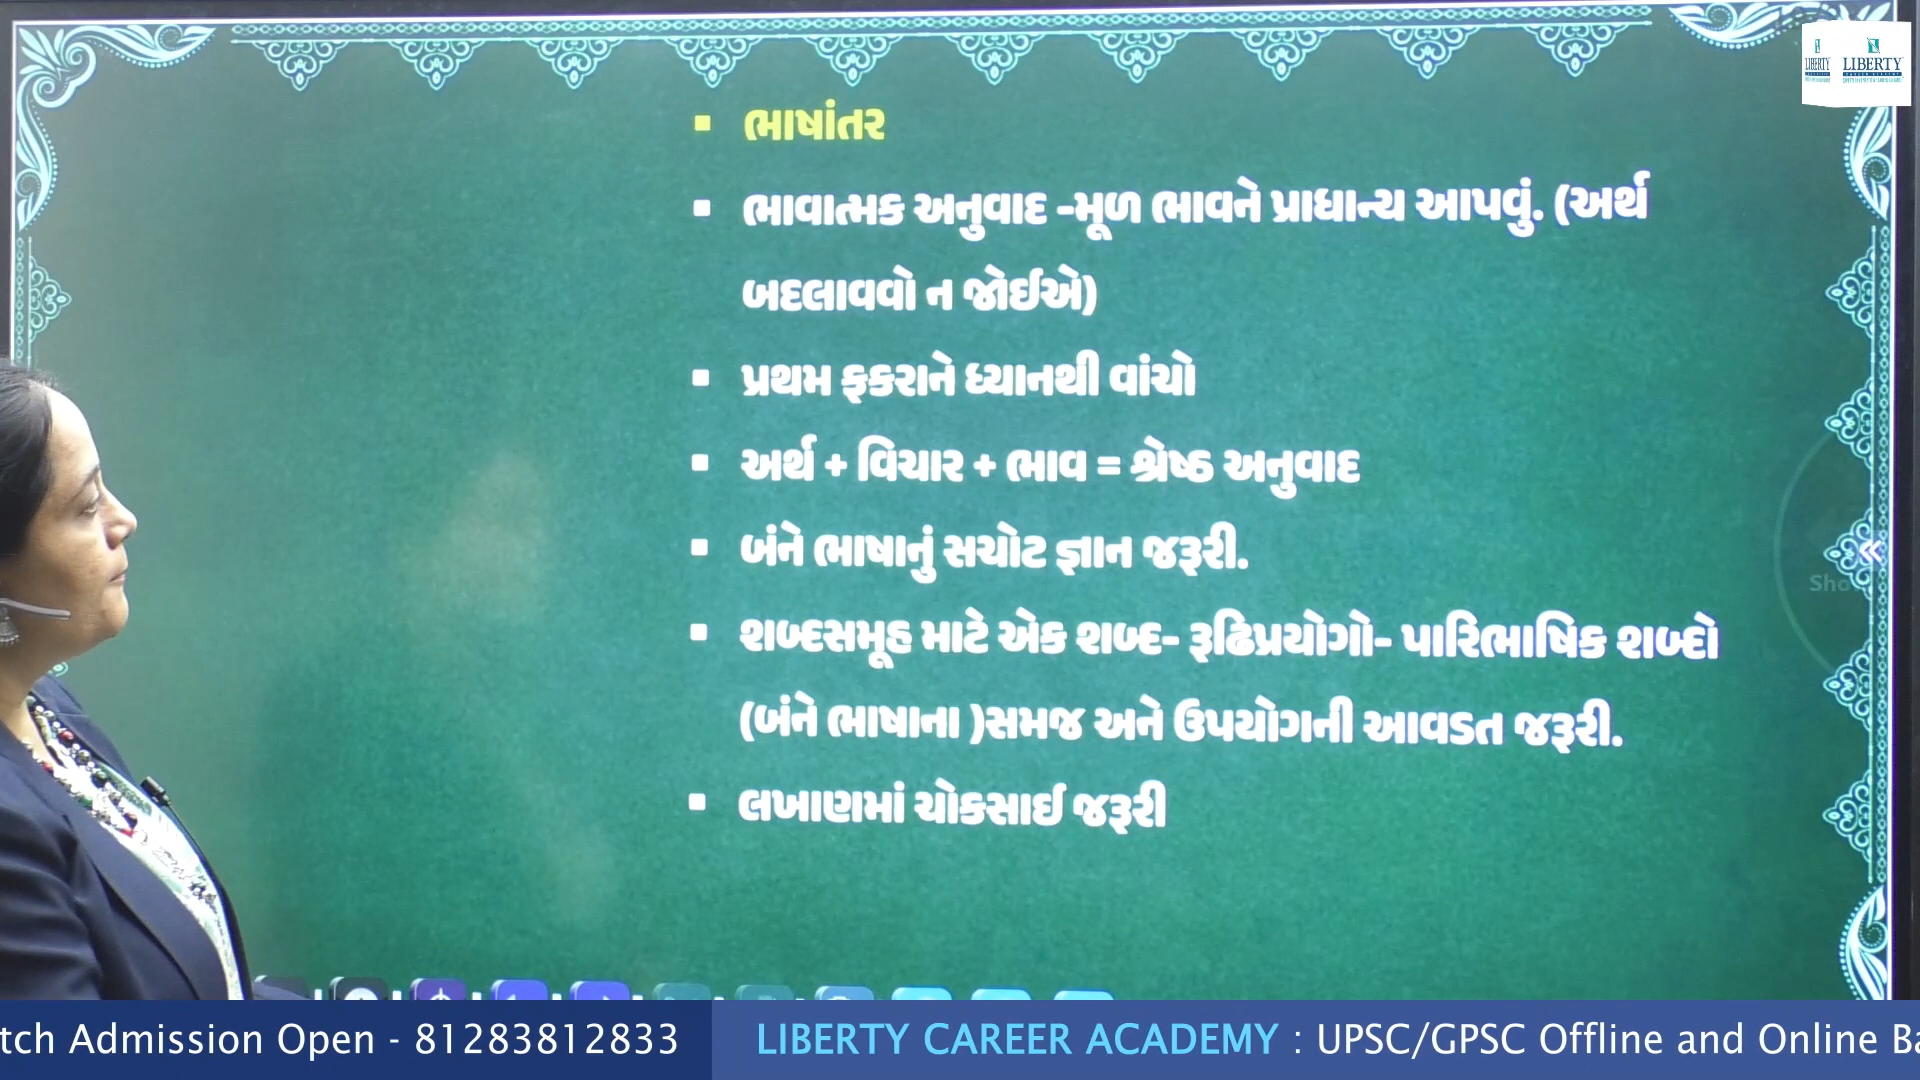 LIBERTY LIBERTY
▪ ભાષાંતર
▪ ભાવાત્મક અનુવાદ -મૂળ ભાવને પ્રાધાન્ય આપવું. (અર્થ
બદલાવવો ન જોઈએ)
▪ પ્રથમ ફકરાને ધ્યાનથી વાંચો
▪ અર્થ + વિચાર + ભાવ = શ્રેષ્ઠ અનુવાદ
▪ બંને ભાષાનું સચોટ જ્ઞાન જરૂરી.
▪ શબ્દસમૂહ માટે એક શબ્દ- રૂઢિપ્રયોગો- પારિભાષિક શબ્દો
(બંને ભાષાના )સમજ અને ઉપયોગની આવડત જરૂરી.
▪ લખાણમાં ચોકસાઈ જરૂરી
tch Admission Open - 81283812833 LIBERTY CAREER ACADEMY : UPSC/GPSC Offline and Online Ba